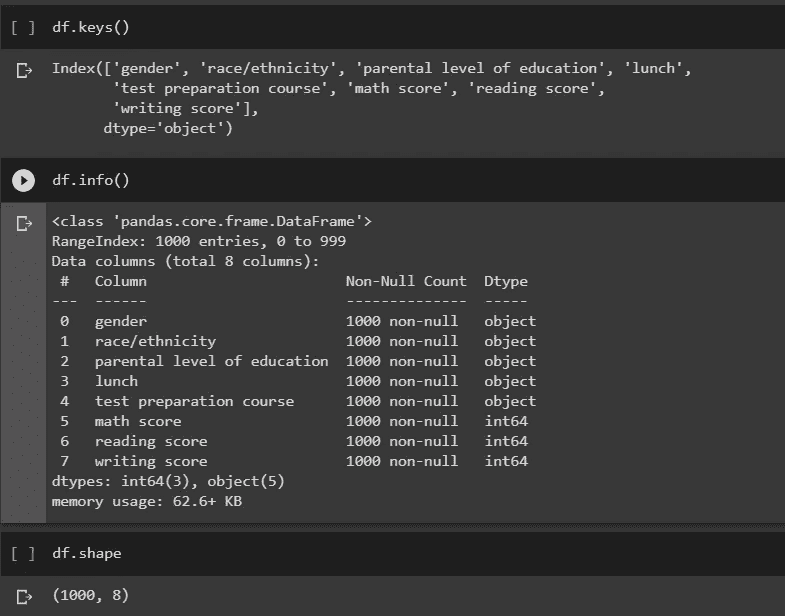 [ ] df.keys()
Index(['gender', 'race/ethnicity', 'parental level of education', 'lunch',
       'test preparation course', 'math score', 'reading score',
       'writing score'],
      dtype='object')
df.info()
<class 'pandas.core.frame.DataFrame'>
RangeIndex: 1000 entries, 0 to 999
Data columns (total 8 columns):
 #   Column                       Non-Null Count  Dtype
---  ------                       --------------  -----
 0   gender                       1000 non-null   object
 1   race/ethnicity               1000 non-null   object
 2   parental level of education  1000 non-null   object
 3   lunch                        1000 non-null   object
 4   test preparation course      1000 non-null   object
 5   math score                   1000 non-null   int64
 6   reading score                1000 non-null   int64
 7   writing score                1000 non-null   int64
dtypes: int64(3), object(5)
memory usage: 62.6+ KB
[ ] df.shape
(1000, 8)